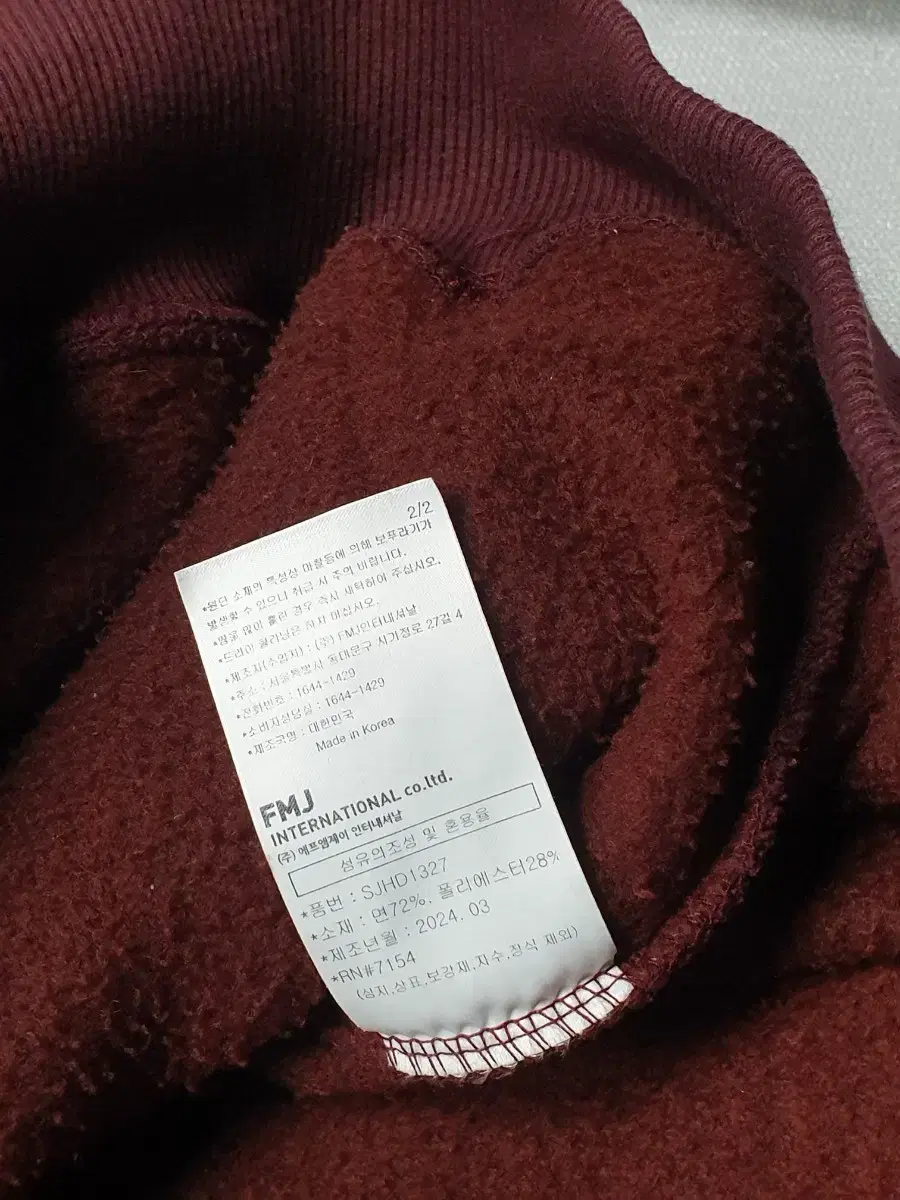 2/2
*원단 소재의 특성상 마찰등에 의해 보푸라기가
발생될 수 있으니 취급 시 주의 바랍니다.
*땀을 많이 흘린 경우 즉시 세탁하여 주십시오.
*드라이 클리닝은 하지 마십시오.
*제조자(수입자) : (주) FMJ인터내셔날
*주소 : 서울특별시 동대문구 사가정로 27길 4
*전화번호 : 1644-1429
*소비자상담실 : 1644-1429
*제조국명 : 대한민국
Made in Korea
FMJ
INTERNATIONAL co.ltd.
(주) 에프엠제이 인터내셔날
섬유의조성 및 혼용율
*품번 : SJHD1327
*소재 : 면72%, 폴리에스터28%
*제조년월 : 2024. 03
*RN#7154
(심지,상표,보강재,자수,장식 제외)